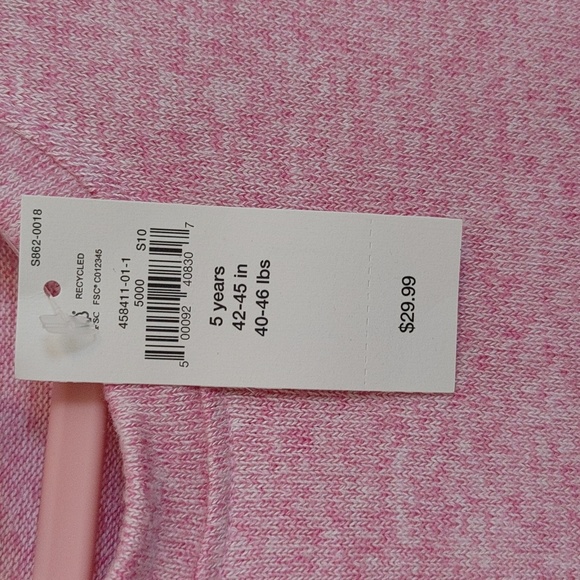 S862-0018
RECYCLED
FSC® C012345
458411-01-1
5000 S10
5 00092 40830 7
5 years
42-45 in
40-46 lbs
$29.99